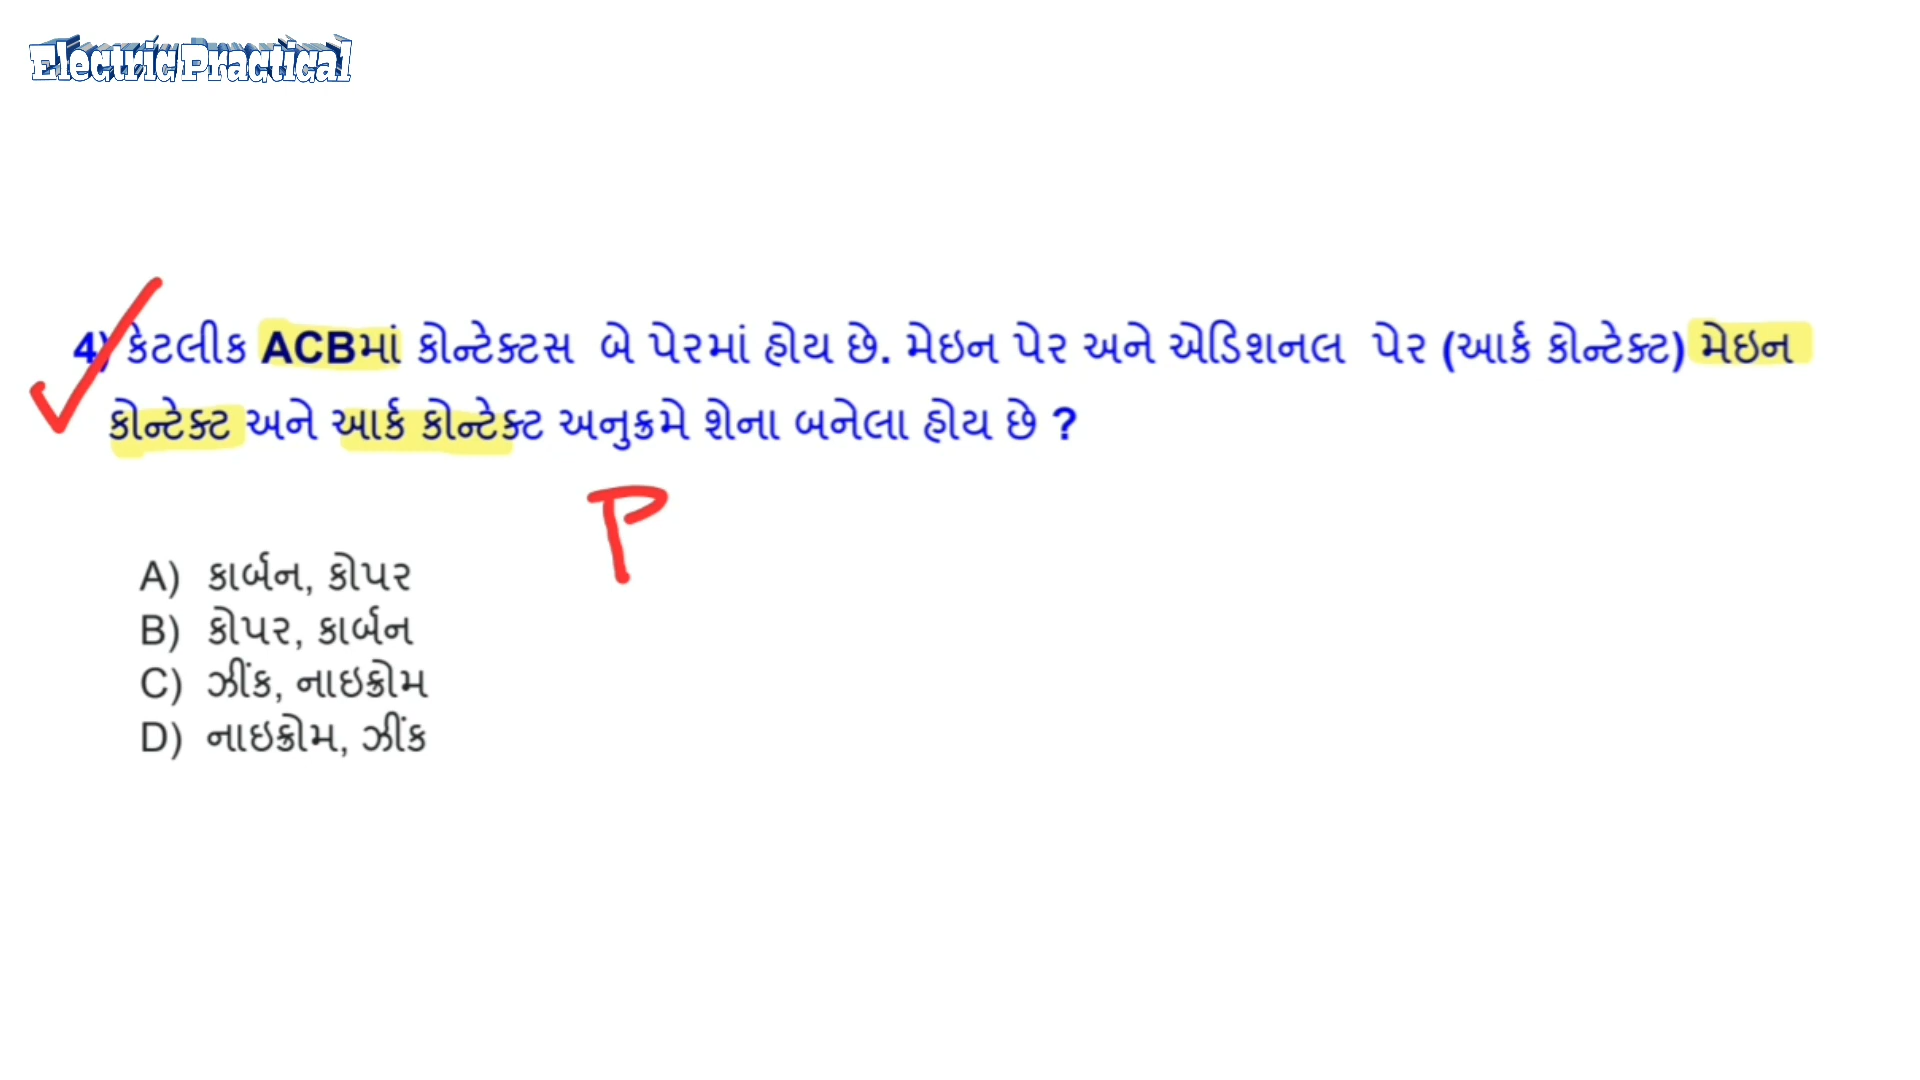 Electric Practical
4) કેટલીક ACBમાં કોન્ટેક્ટસ બે પેરમાં હોય છે. મેઇન પેર અને એડિશનલ પેર (આર્ક કોન્ટેક્ટ) મેઇન
કોન્ટેક્ટ અને આર્ક કોન્ટેક્ટ અનુક્રમે શેના બનેલા હોય છે ?
P
A) કાર્બન, કોપર
B) કોપર, કાર્બન
C) ઝીંક, નાઇક્રોમ
D) નાઇક્રોમ, ઝીંક